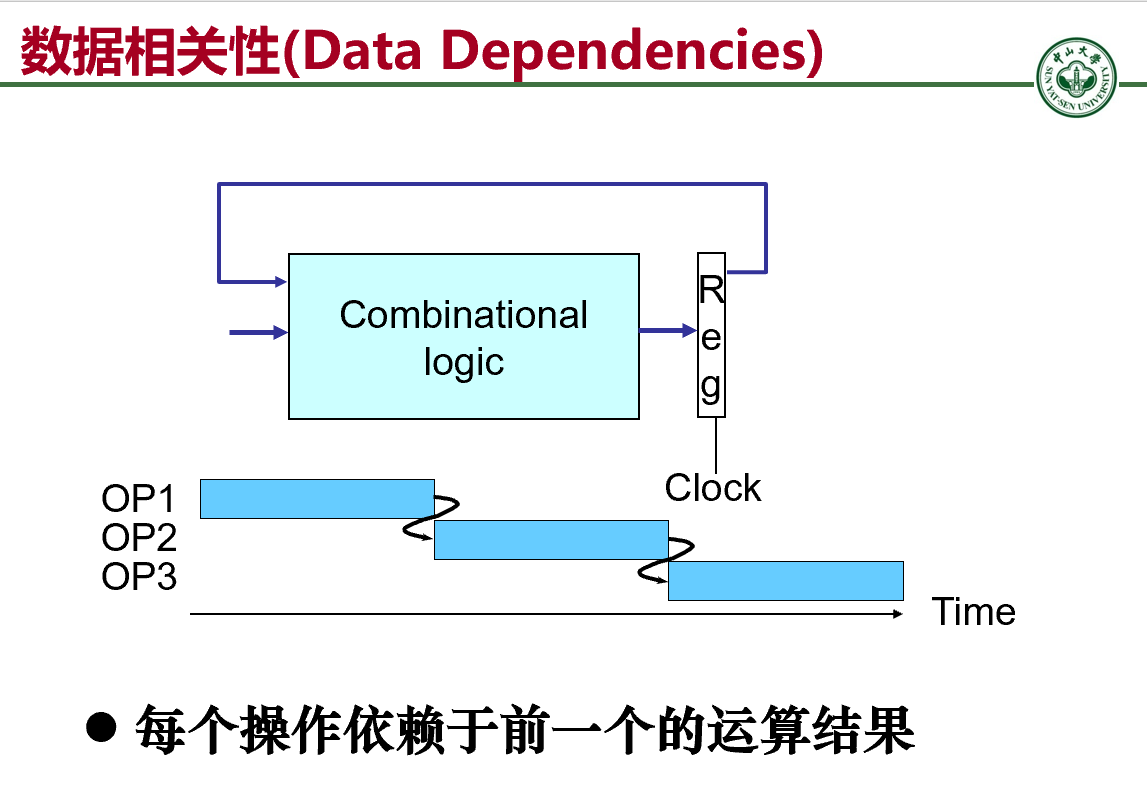 数据相关性(Data Dependencies)
中山大学
SUN YAT-SEN UNIVERSITY
Combinational
logic
R
e
g
Clock
OP1
OP2
OP3
Time
● 每个操作依赖于前一个的运算结果